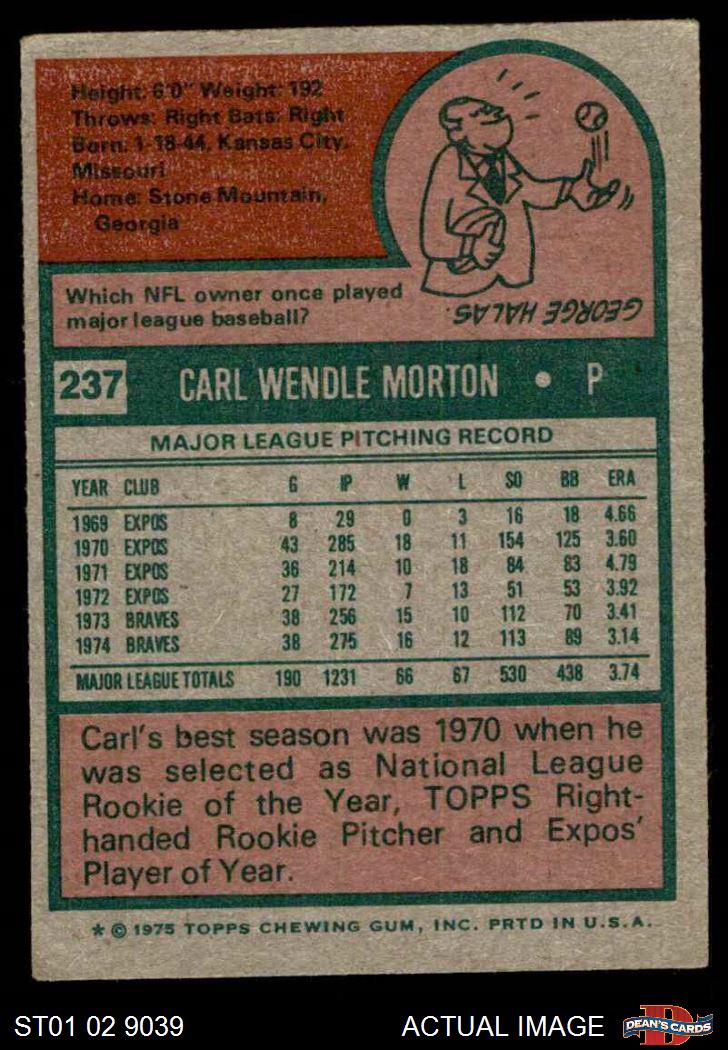 Height: 6'0" Weight: 192
Throws: Right Bats: Right
Born: 1-18-44, Kansas City,
Missouri
Home: Stone Mountain,
Georgia
Which NFL owner once played
major league baseball?
GEORGE HALAS.
237 CARL WENDLE MORTON • P
MAJOR LEAGUE PITCHING RECORD
YEAR CLUB G IP W L SO BB ERA
1969 EXPOS 8 29 0 3 16 18 4.66
1970 EXPOS 43 285 18 11 154 125 3.60
1971 EXPOS 36 214 10 18 84 83 4.79
1972 EXPOS 27 172 7 13 51 53 3.92
1973 BRAVES 38 256 15 10 112 70 3.41
1974 BRAVES 38 275 16 12 113 89 3.14
MAJOR LEAGUE TOTALS 190 1231 66 67 530 438 3.74
Carl's best season was 1970 when he
was selected as National League
Rookie of the Year, TOPPS Right-
handed Rookie Pitcher and Expos'
Player of Year.
* © 1975 TOPPS CHEWING GUM, INC. PRTD IN U.S.A.
ST01 02 9039 ACTUAL IMAGE
D
DEAN'S CARDS